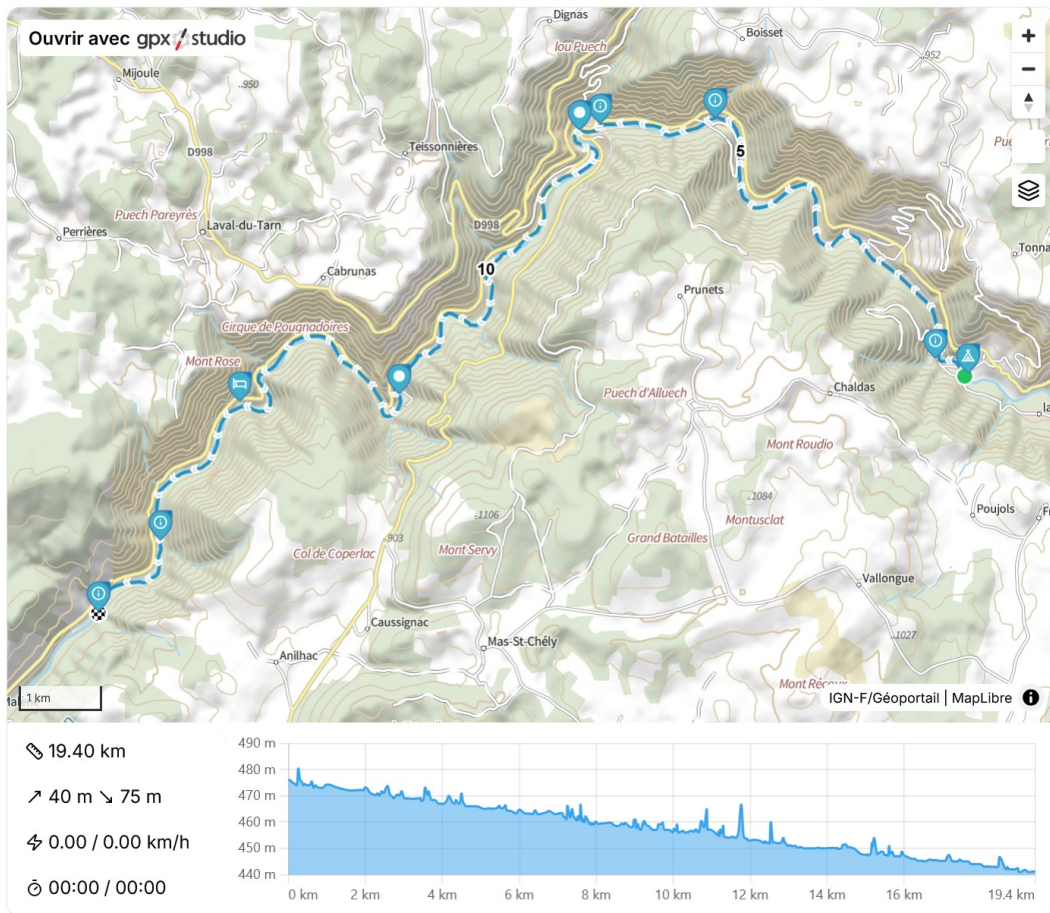 Ouvrir avec gpx studio
Dignas
Boisset
lou Puech
952
Mijoule
950
D998
Teissonnières
5
Puech Pareyrès
Perrières
Laval-du-Tarn
D998
Cabrunas
10
Prunets
Cirque de Pougnadoires
Mont Rose
Puech d'Alluech
Chaldas
Mont Roudio
1084
1106
Montusclat
Poujols
903
Col de Coperlac
Mont Servy
Grand Batailles
Vallongue
Caussignac
Mas-St-Chély
1027
Anilhac
1 km
IGN-F/Géoportail | MapLibre
19.40 km
40 m 75 m
0.00 / 0.00 km/h
00:00 / 00:00
490 m
480 m
470 m
460 m
450 m
440 m
0 km 2 km 4 km 6 km 8 km 10 km 12 km 14 km 16 km 19.4 km